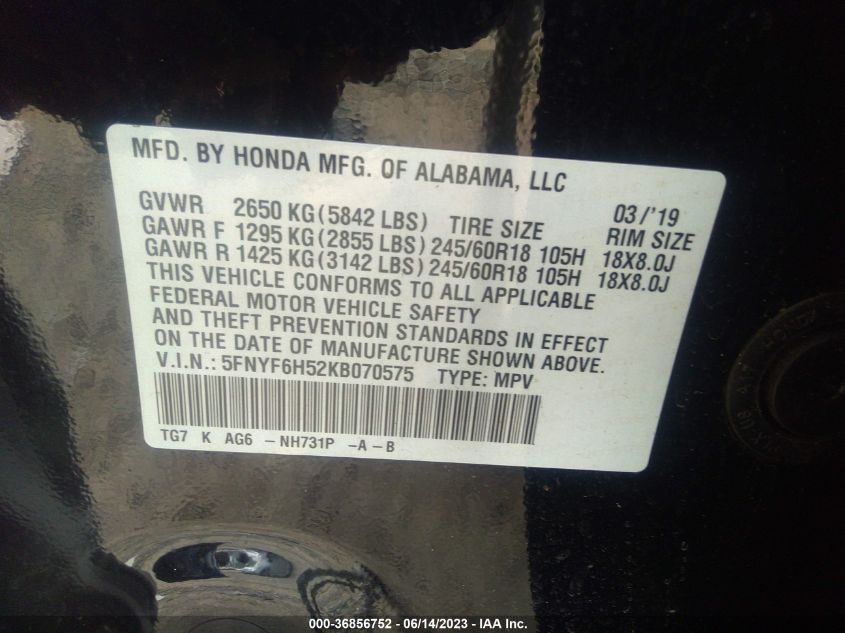 MFD. BY HONDA MFG. OF ALABAMA, LLC
03/'19
GVWR 2650 KG (5842 LBS) TIRE SIZE RIM SIZE
GAWR F 1295 KG (2855 LBS) 245/60R18 105H 18X8.0J
GAWR R 1425 KG (3142 LBS) 245/60R18 105H 18X8.0J
THIS VEHICLE CONFORMS TO ALL APPLICABLE
FEDERAL MOTOR VEHICLE SAFETY
AND THEFT PREVENTION STANDARDS IN EFFECT
ON THE DATE OF MANUFACTURE SHOWN ABOVE.
V.I.N.: 5FNYF6H52KB070575 TYPE: MPV
TG7 K AG6 -NH731P -A-B
000-36856752 - 06/14/2023 - IAA Inc.